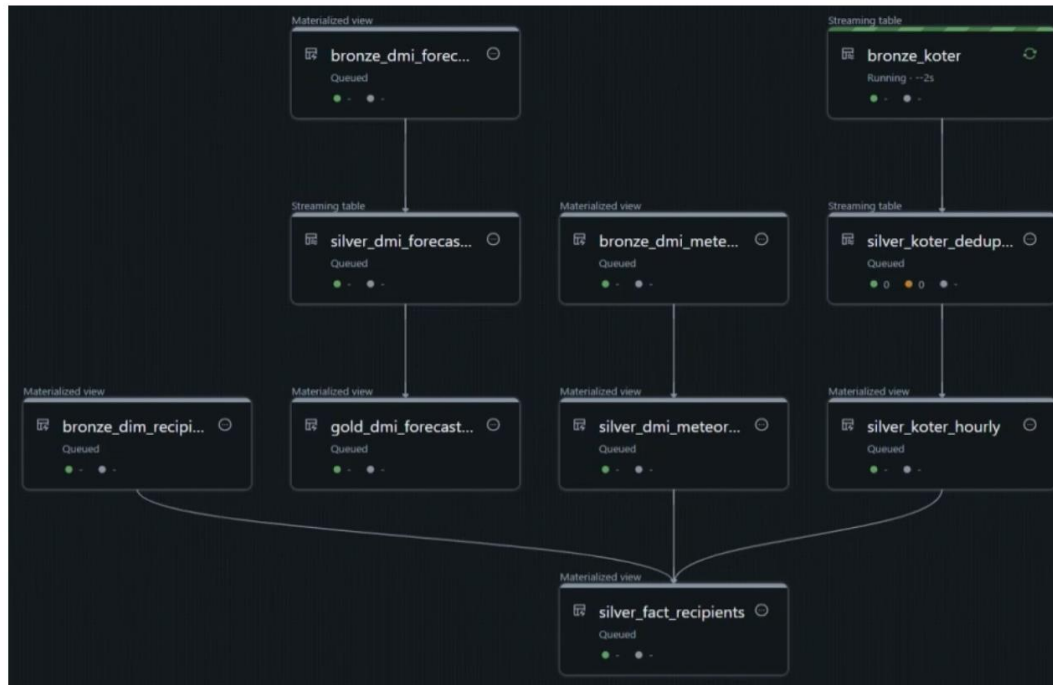 Materialized view
bronze_dmi_forec...
Queued
- -
Streaming table
bronze_koter
Running - --2s
- -
Streaming table
silver_dmi_forecas...
Queued
- -
Materialized view
bronze_dmi_mete...
Queued
- -
Streaming table
silver_koter_dedup...
Queued
0 0 -
Materialized view
bronze_dim_recipi...
Queued
- -
Materialized view
gold_dmi_forecast...
Queued
- -
Materialized view
silver_dmi_meteor...
Queued
- -
Materialized view
silver_koter_hourly
Queued
- -
Materialized view
silver_fact_recipients
Queued
- -